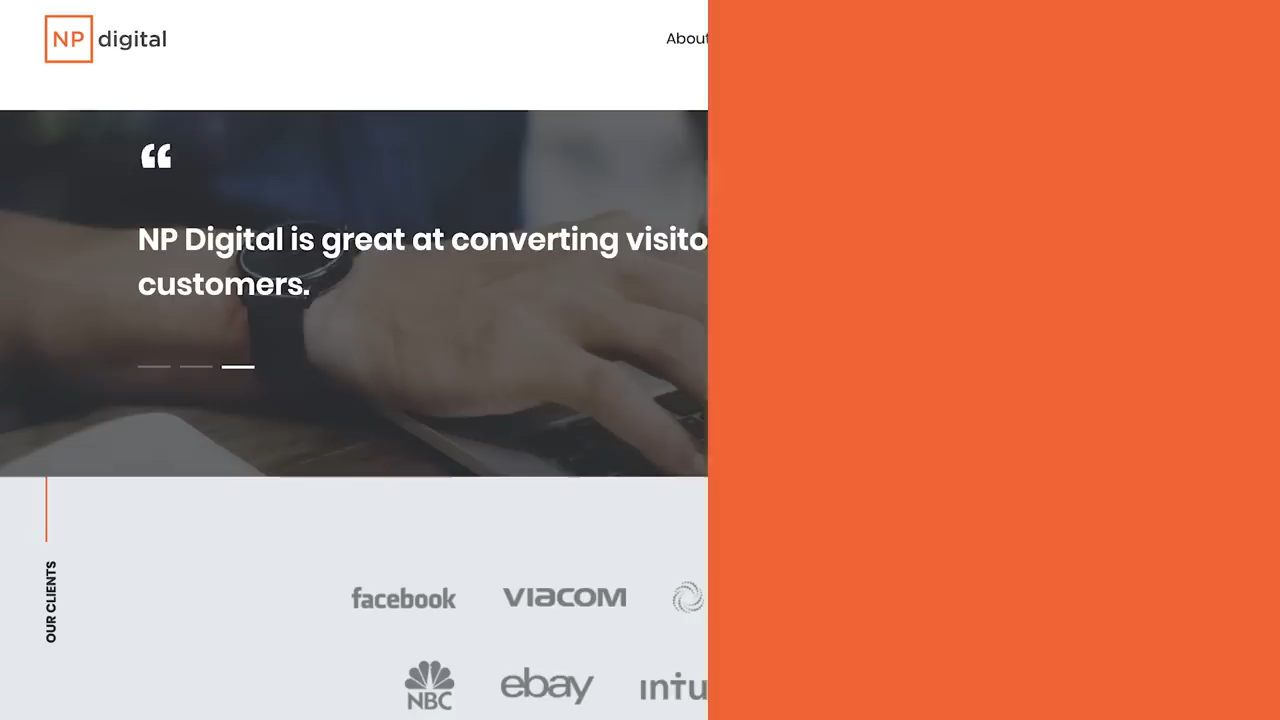 NP digital
About
“
NP Digital is great at converting visito
customers.
OUR CLIENTS
facebook
VIACOM
NBC
ebay
intu